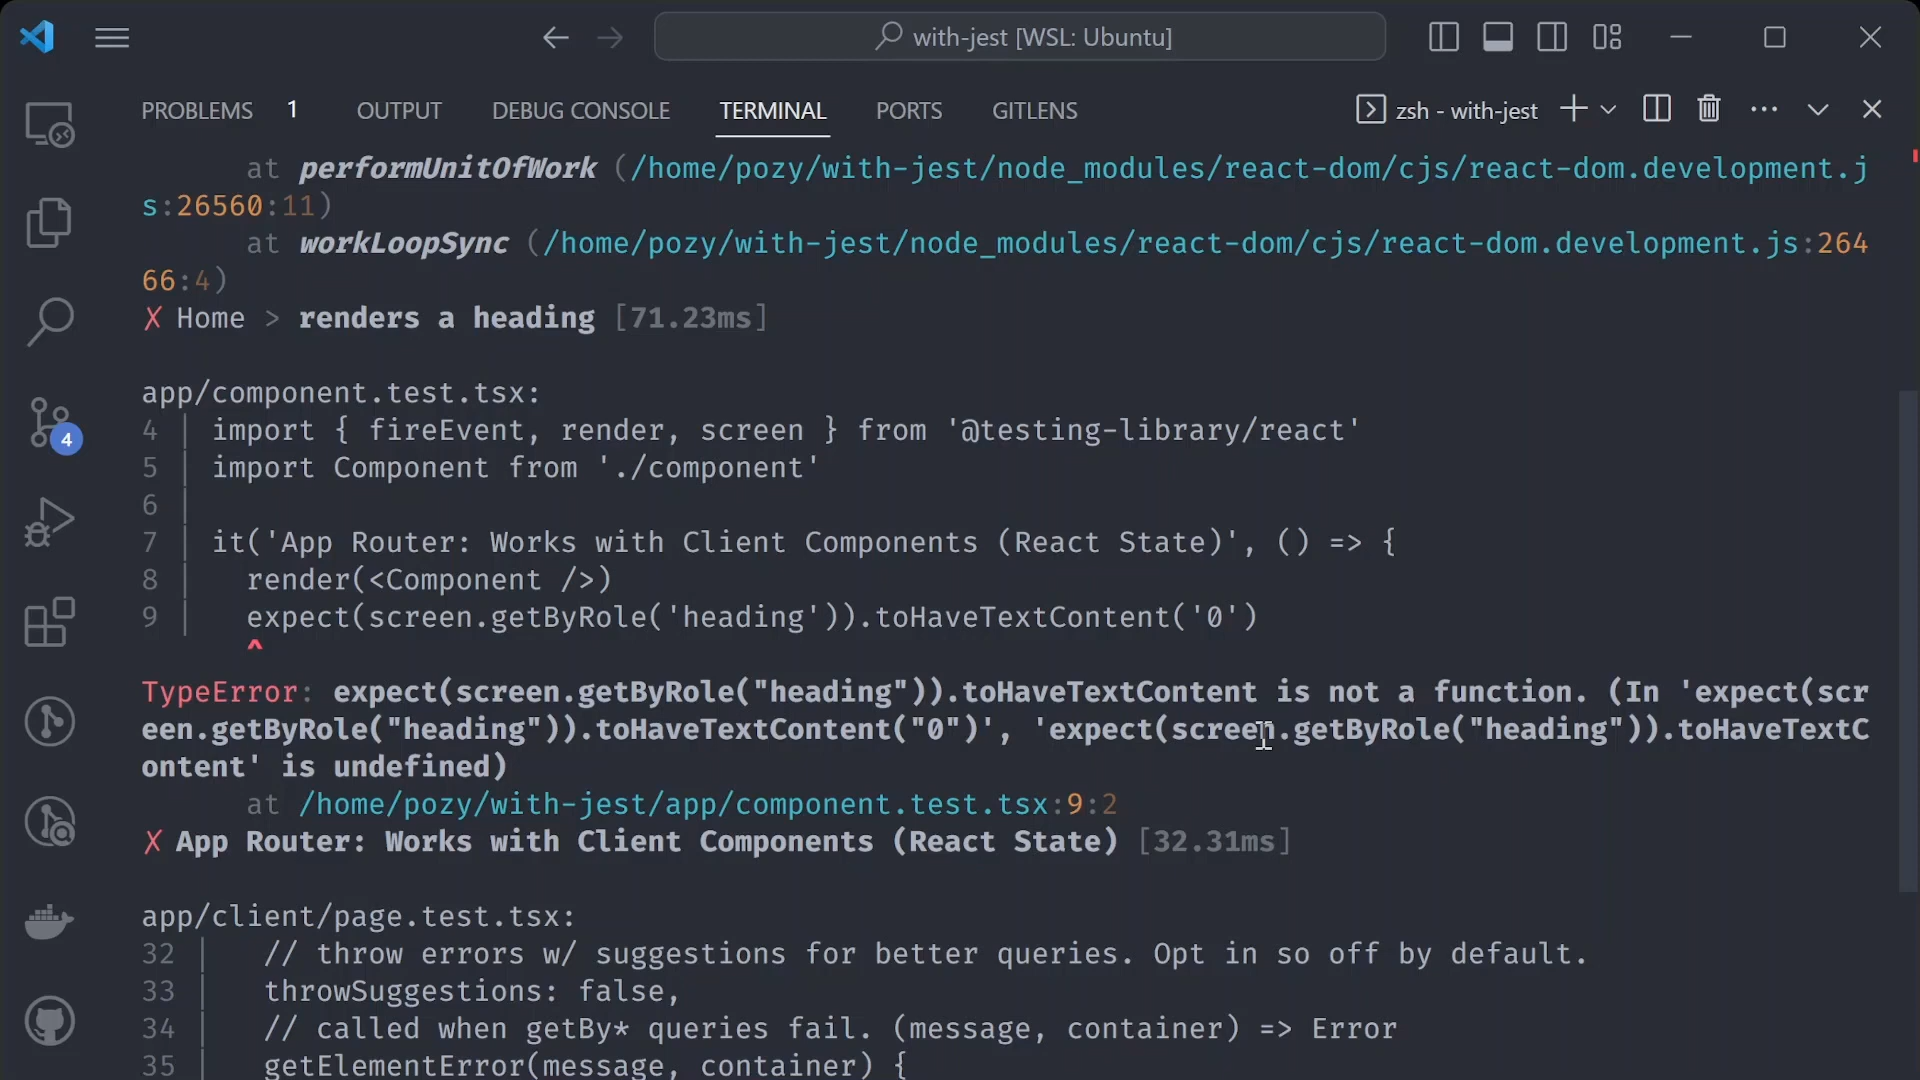 with-jest [WSL: Ubuntu]
PROBLEMS 1 OUTPUT DEBUG CONSOLE TERMINAL PORTS GITLENS zsh - with-jest
at performUnitOfWork (/home/pozy/with-jest/node_modules/react-dom/cjs/react-dom.development.j
s:26560:11)
at workLoopSync (/home/pozy/with-jest/node_modules/react-dom/cjs/react-dom.development.js:264
66:4)
✗ Home > renders a heading [71.23ms]
app/component.test.tsx:
4 | import { fireEvent, render, screen } from '@testing-library/react'
5 | import Component from './component'
6 |
7 | it('App Router: Works with Client Components (React State)', () => {
8 |   render(<Component />)
9 |   expect(screen.getByRole('heading')).toHaveTextContent('0')
^
TypeError: expect(screen.getByRole("heading")).toHaveTextContent is not a function. (In 'expect(scr
een.getByRole("heading")).toHaveTextContent("0")', 'expect(screen.getByRole("heading")).toHaveTextC
ontent' is undefined)
at /home/pozy/with-jest/app/component.test.tsx:9:2
✗ App Router: Works with Client Components (React State) [32.31ms]
4
app/client/page.test.tsx:
32 |   // throw errors w/ suggestions for better queries. Opt in so off by default.
33 |   throwSuggestions: false,
34 |   // called when getBy* queries fail. (message, container) => Error
35 |   getElementError(message, container) {